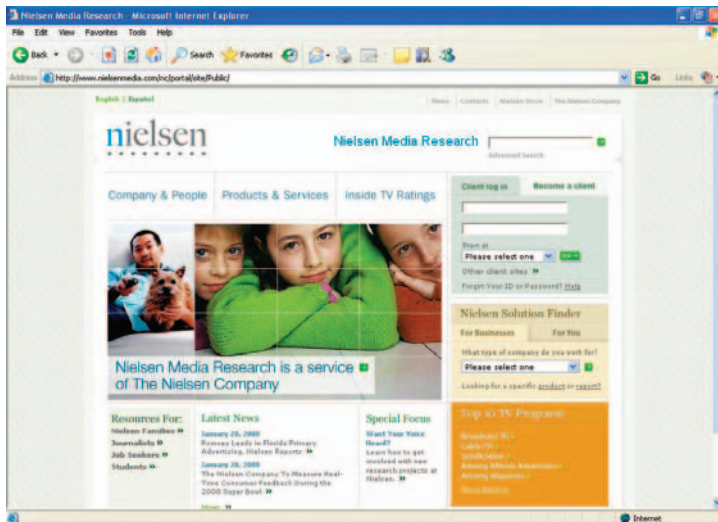 Nielsen Media Research - Microsoft Internet Explorer
File Edit View Favorites Tools Help
Back Search Favorites
Address http://www.nielsenmedia.com/nc/portal/site/Public/ Go Links
English | Español
News Contacts Nielsen Store The Nielsen Company
nielsen
Nielsen Media Research
Advanced Search
Company & People Products & Services Inside TV Ratings
Client log in Become a client
Start at
Please select one
Other client sites
Forgot Your ID or Password? Help
Nielsen Solution Finder
For Businesses For You
What type of company do you work for?
Please select one
Looking for a specific product or report?
Nielsen Media Research is a service
of The Nielsen Company
Resources For:
Nielsen Families
Journalists
Job Seekers
Students
Latest News
January 28, 2008
Romney Leads in Florida Primary
Advertising, Nielsen Reports
January 28, 2008
The Nielsen Company To Measure Real-
Time Consumer Feedback During the
2008 Super Bowl
Special Focus
Want Your Voice
Heard?
Learn how to get
involved with new
research projects at
Nielsen.
Top 10 TV Programs
Broadcast TV
Cable TV
Syndication
Among African Americans
Among Hispanics
Internet